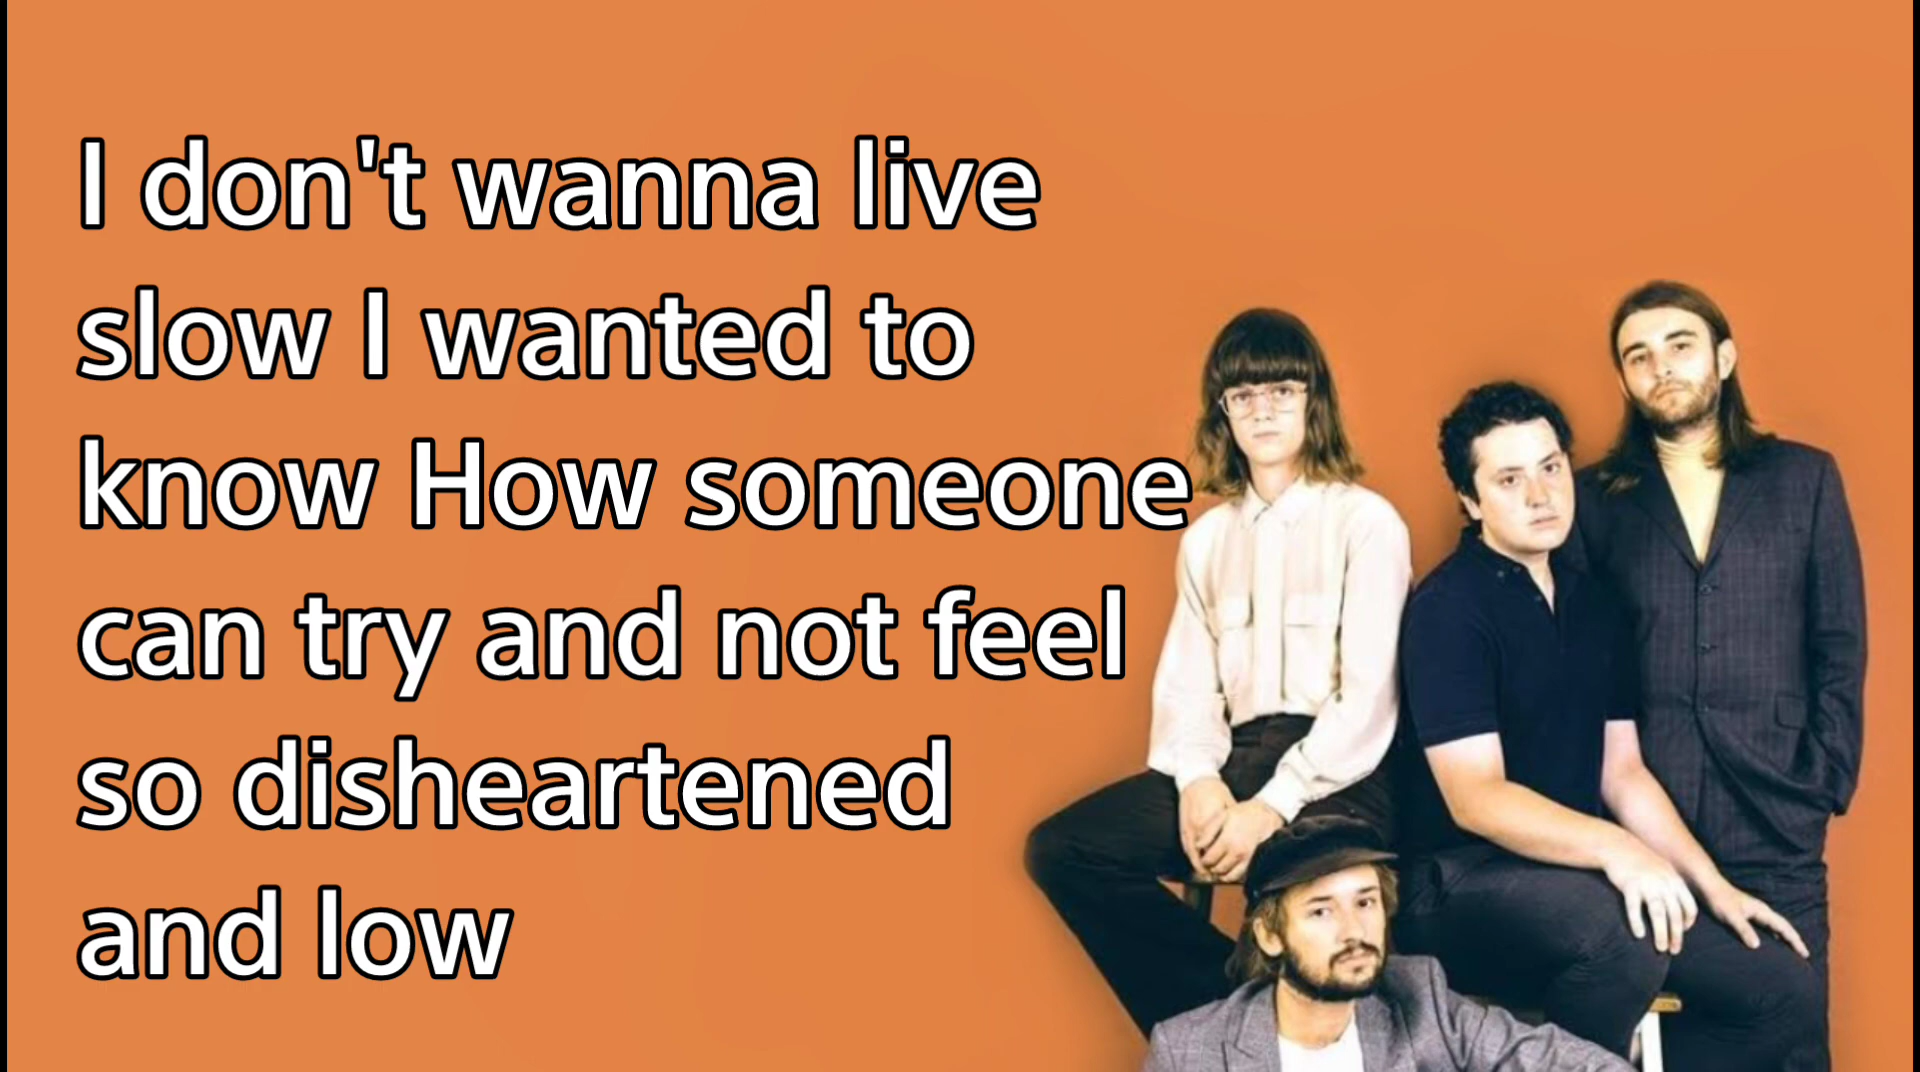 I don't wanna live
slow I wanted to
know How someone
can try and not feel
so disheartened
and low